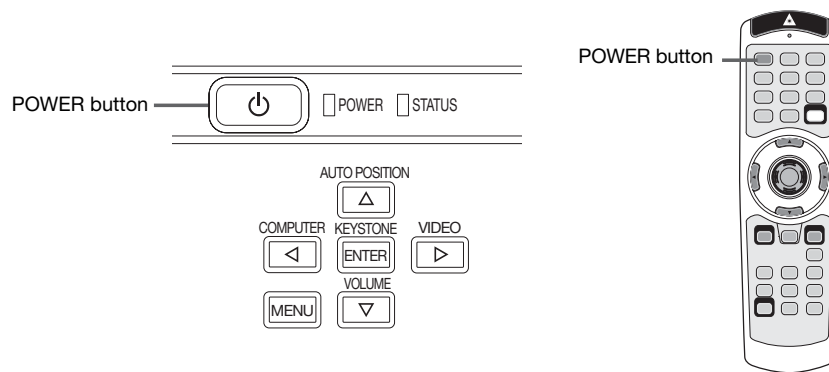 POWER button
POWER STATUS
AUTO POSITION
COMPUTER KEYSTONE VIDEO
ENTER
VOLUME
MENU
POWER button